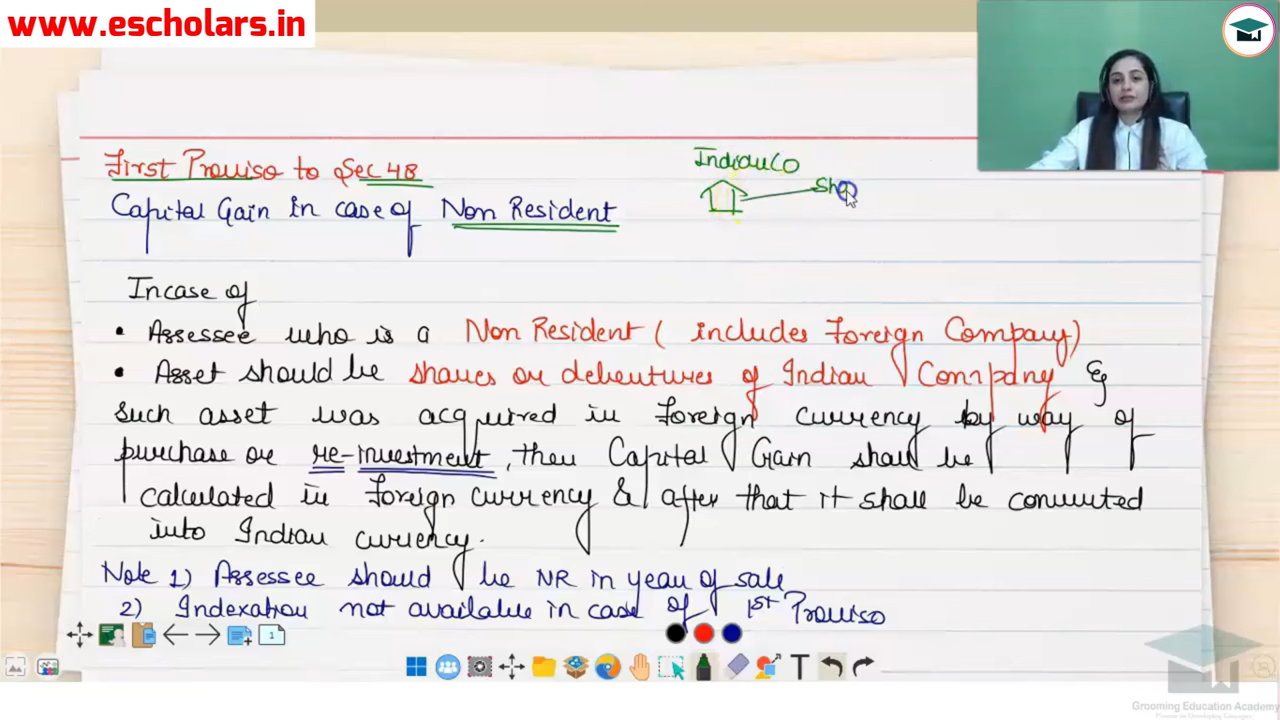 www.escholars.in
First Proviso to Sec 48
Capital Gain in case of Non Resident
Indian Co
Sha
Incase of
• Assessee who is a Non Resident ( includes Foreign Company)
• Asset should be shares or debentures of Indian Company &
such asset was acquired in foreign currency by way of
purchase or re-investment, then Capital Gain shall be
calculated in foreign currency & after that it shall be converted
into Indian currency.
Note 1) Assessee should be NR in year of sale
2) Indexation not available in case of 1st Proviso
1
T
Grooming Education Academy